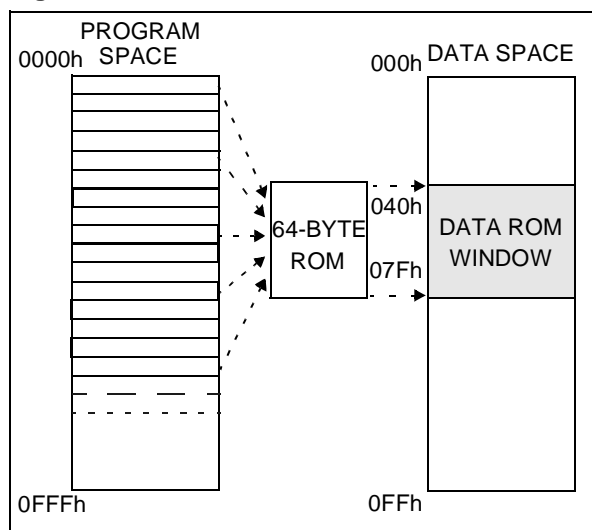 PROGRAM
SPACE
0000h
0FFFh
64-BYTE
ROM
DATA SPACE
000h
040h
07Fh
DATA ROM
WINDOW
0FFh